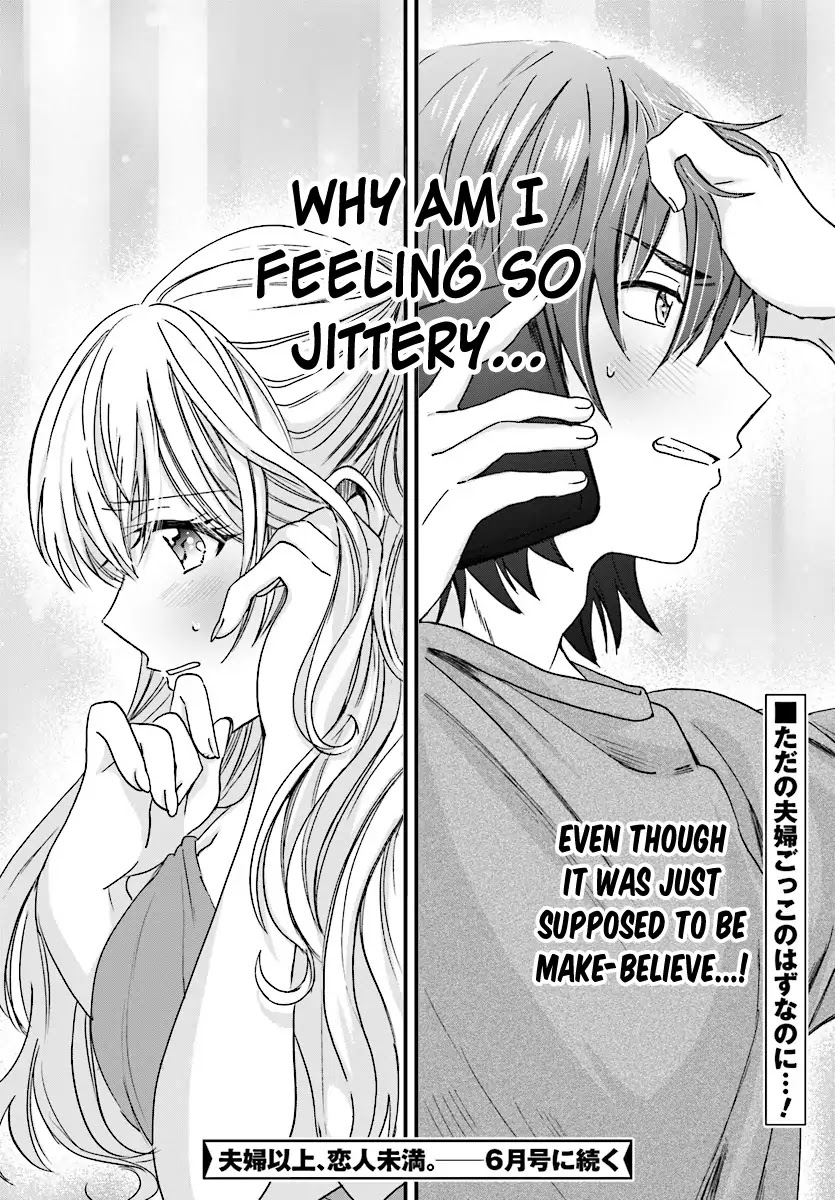 WHY AM I
FEELING SO
JITTERY...
EVEN THOUGH
IT WAS JUST
SUPPOSED TO BE
MAKE-BELIEVE...!
■ただの夫婦ごっこのはずなのに…!
夫婦以上、恋人未満。――6月号に続く